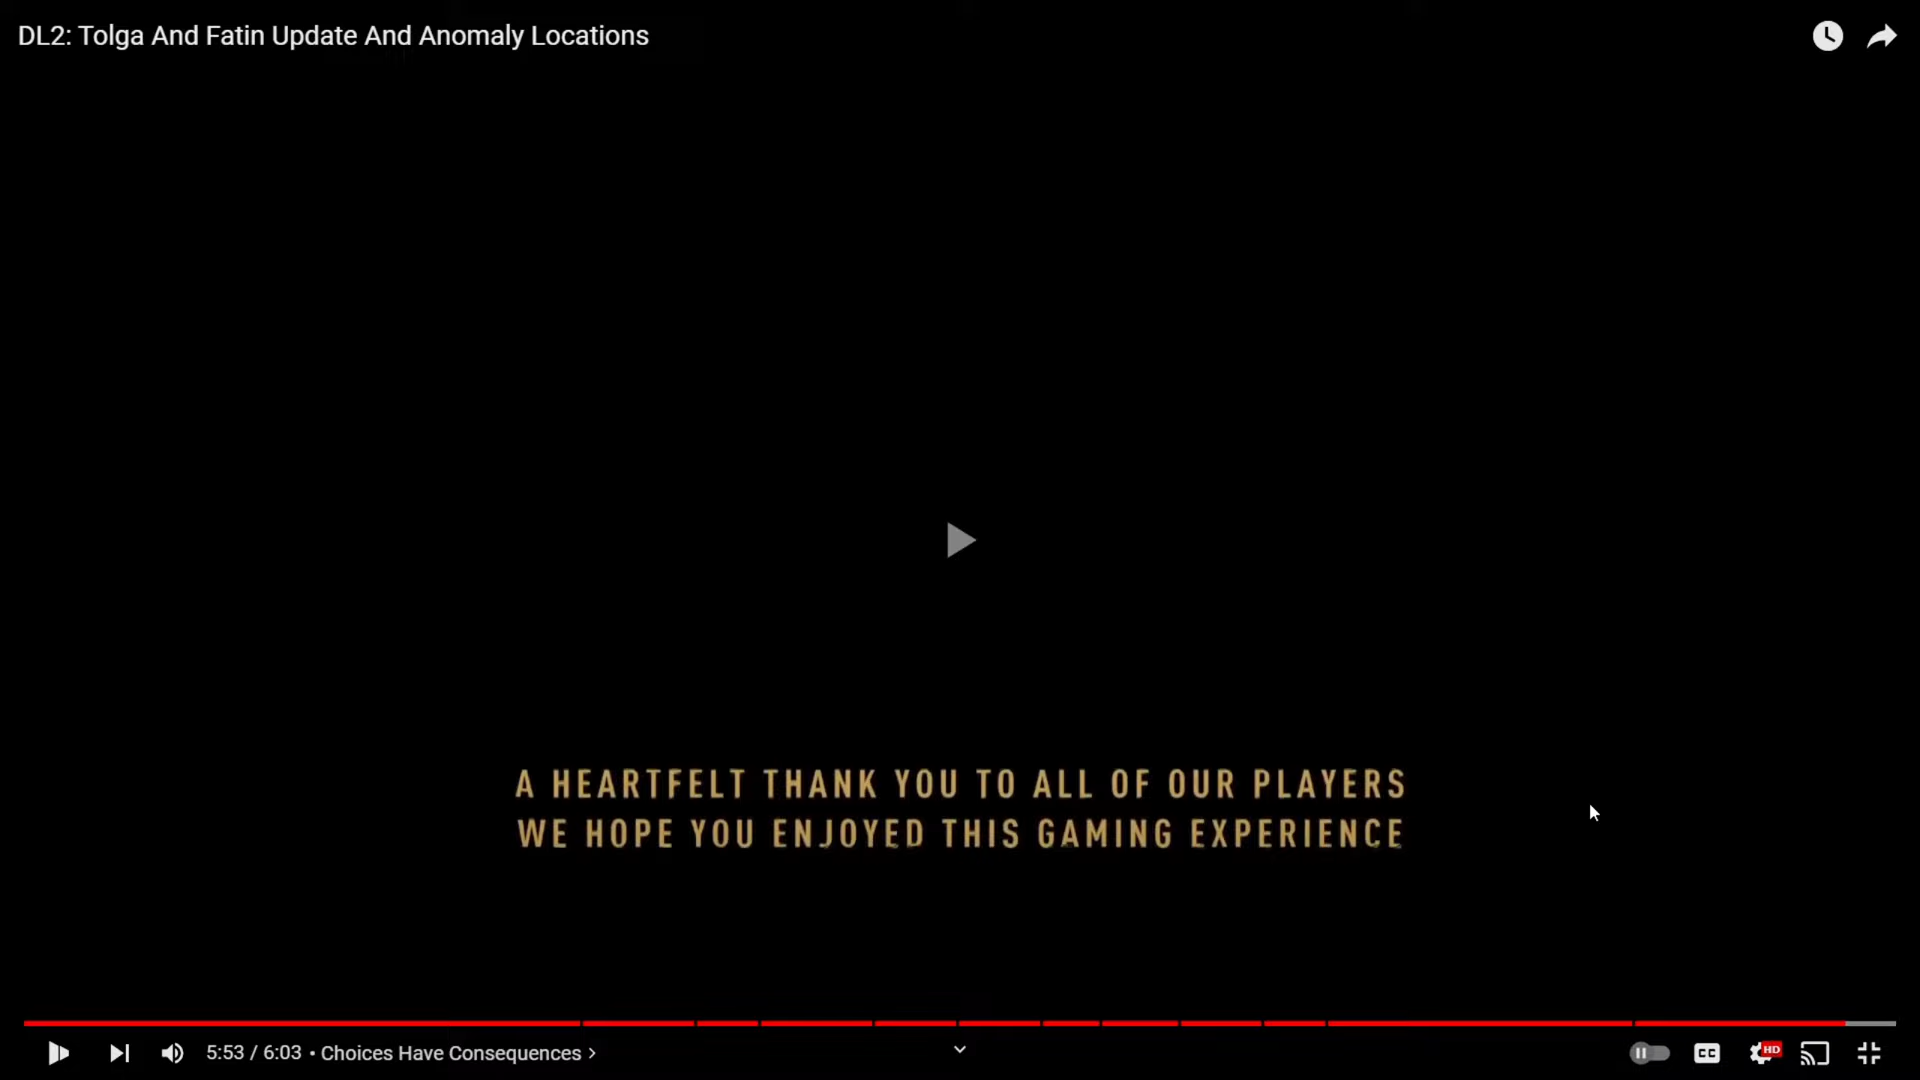 DL2: Tolga And Fatin Update And Anomaly Locations
A HEARTFELT THANK YOU TO ALL OF OUR PLAYERS
WE HOPE YOU ENJOYED THIS GAMING EXPERIENCE
5:53 / 6:03 • Choices Have Consequences
CC
HD